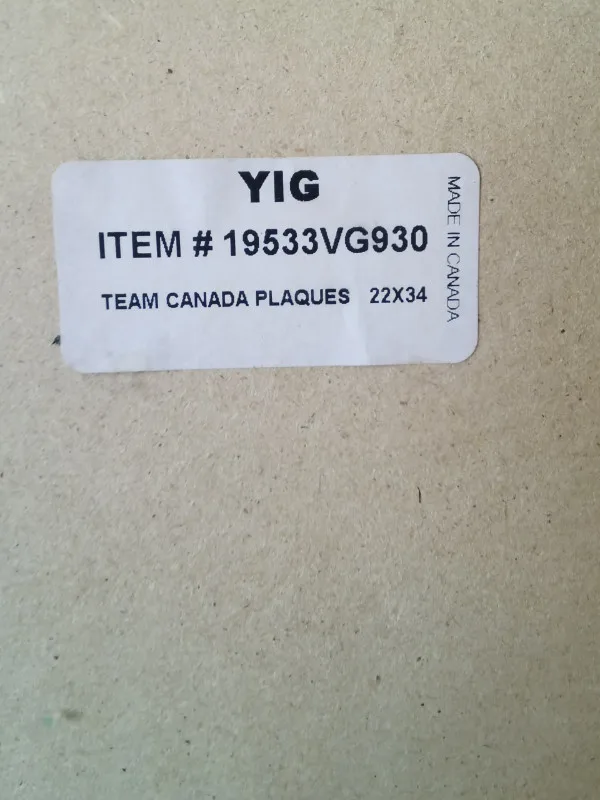 YIG
ITEM # 19533VG930
TEAM CANADA PLAQUES 22X34
MADE IN CANADA